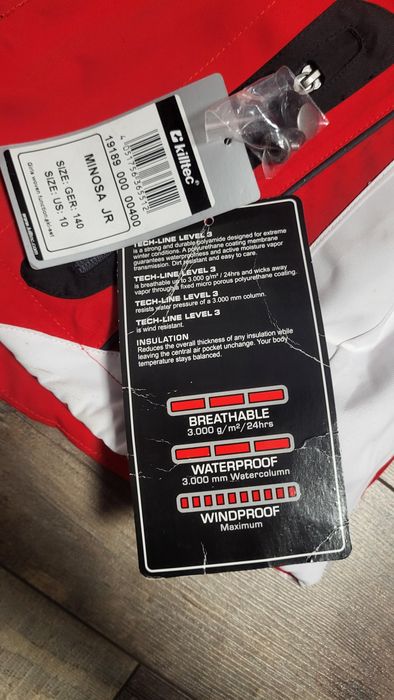 killtec
4 051756 365512
19189 000 00400
MINOSA JR
SIZE: GER: 140
SIZE: US: 10
TECH-LINE LEVEL 3
is a strong and durable polyamide designed for extreme
winter conditions. A polyurethane coating membrane
guarantees waterproofness and active moisture vapor
transmission. Dirt resistant and easy to care.
TECH-LINE LEVEL 3
is breathable up to 3.000 g/m² / 24hrs and wicks away
vapor through fixed micro porous polyurethane coating.
TECH-LINE LEVEL 3
resists water pressure of a 3.000 mm column.
TECH-LINE LEVEL 3
is wind resistant.
INSULATION
Reduces the overall thickness of any insulation while
leaving the central air pocket unchange. Your body
temperature stays balanced.
BREATHABLE
3.000 g/m²/24hrs
WATERPROOF
3.000 mm Watercolumn
WINDPROOF
Maximum